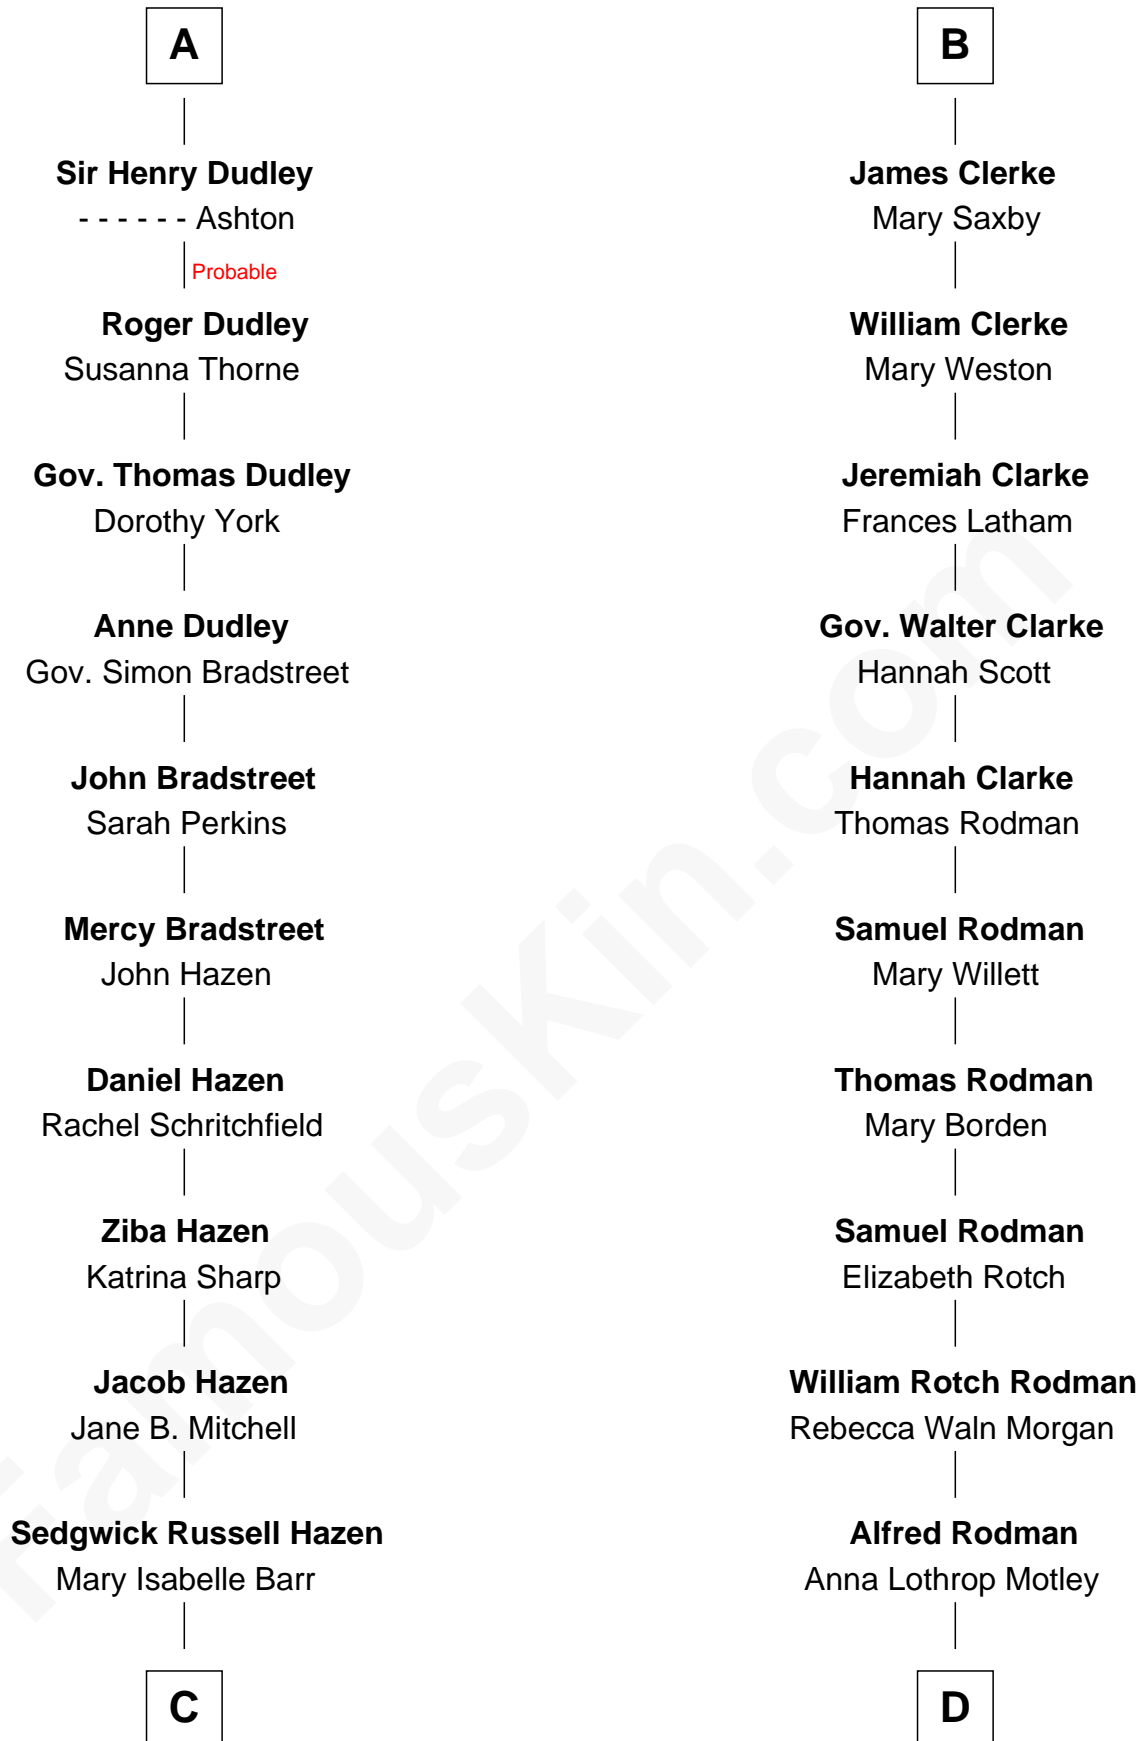 A
Sir Henry Dudley
- - - - - - Ashton
Probable
Roger Dudley
Susanna Thorne
Gov. Thomas Dudley
Dorothy York
Anne Dudley
Gov. Simon Bradstreet
John Bradstreet
Sarah Perkins
Mercy Bradstreet
John Hazen
Daniel Hazen
Rachel Schritchfield
Ziba Hazen
Katrina Sharp
Jacob Hazen
Jane B. Mitchell
Sedgwick Russell Hazen
Mary Isabelle Barr
C
B
James Clerke
Mary Saxby
William Clerke
Mary Weston
Jeremiah Clarke
Frances Latham
Gov. Walter Clarke
Hannah Scott
Hannah Clarke
Thomas Rodman
Samuel Rodman
Mary Willett
Thomas Rodman
Mary Borden
Samuel Rodman
Elizabeth Rotch
William Rotch Rodman
Rebecca Waln Morgan
Alfred Rodman
Anna Lothrop Motley
D
FamousKin.com